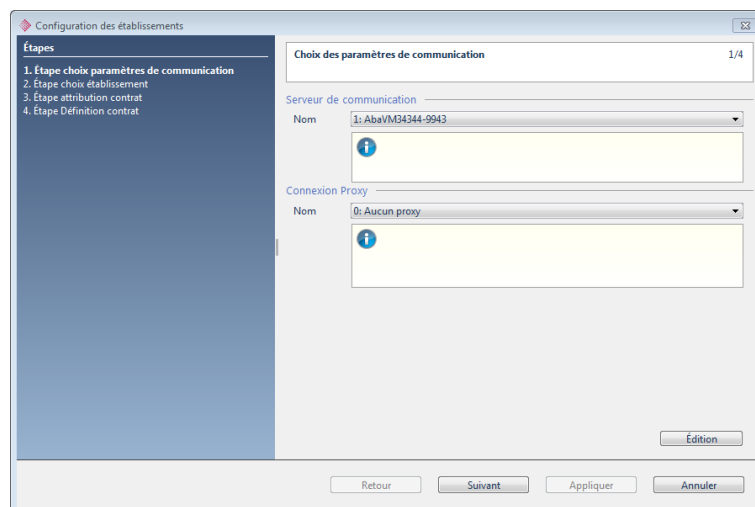 Configuration des établissements
Étapes
1. Étape choix paramètres de communication
2. Étape choix établissement
3. Étape attribution contrat
4. Étape Définition contrat
Choix des paramètres de communication 1/4
Serveur de communication
Nom 1: AbaVM34344-9943
Connexion Proxy
Nom 0: Aucun proxy
Édition
Retour Suivant Appliquer Annuler